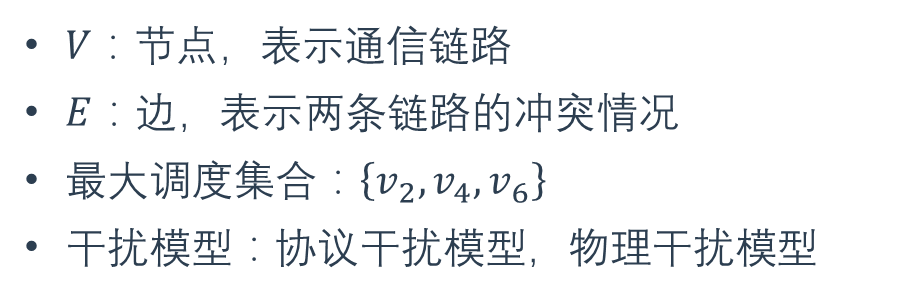 • V：节点，表示通信链路
• E：边，表示两条链路的冲突情况
• 最大调度集合：{v₂, v₄, v₆}
• 干扰模型：协议干扰模型，物理干扰模型